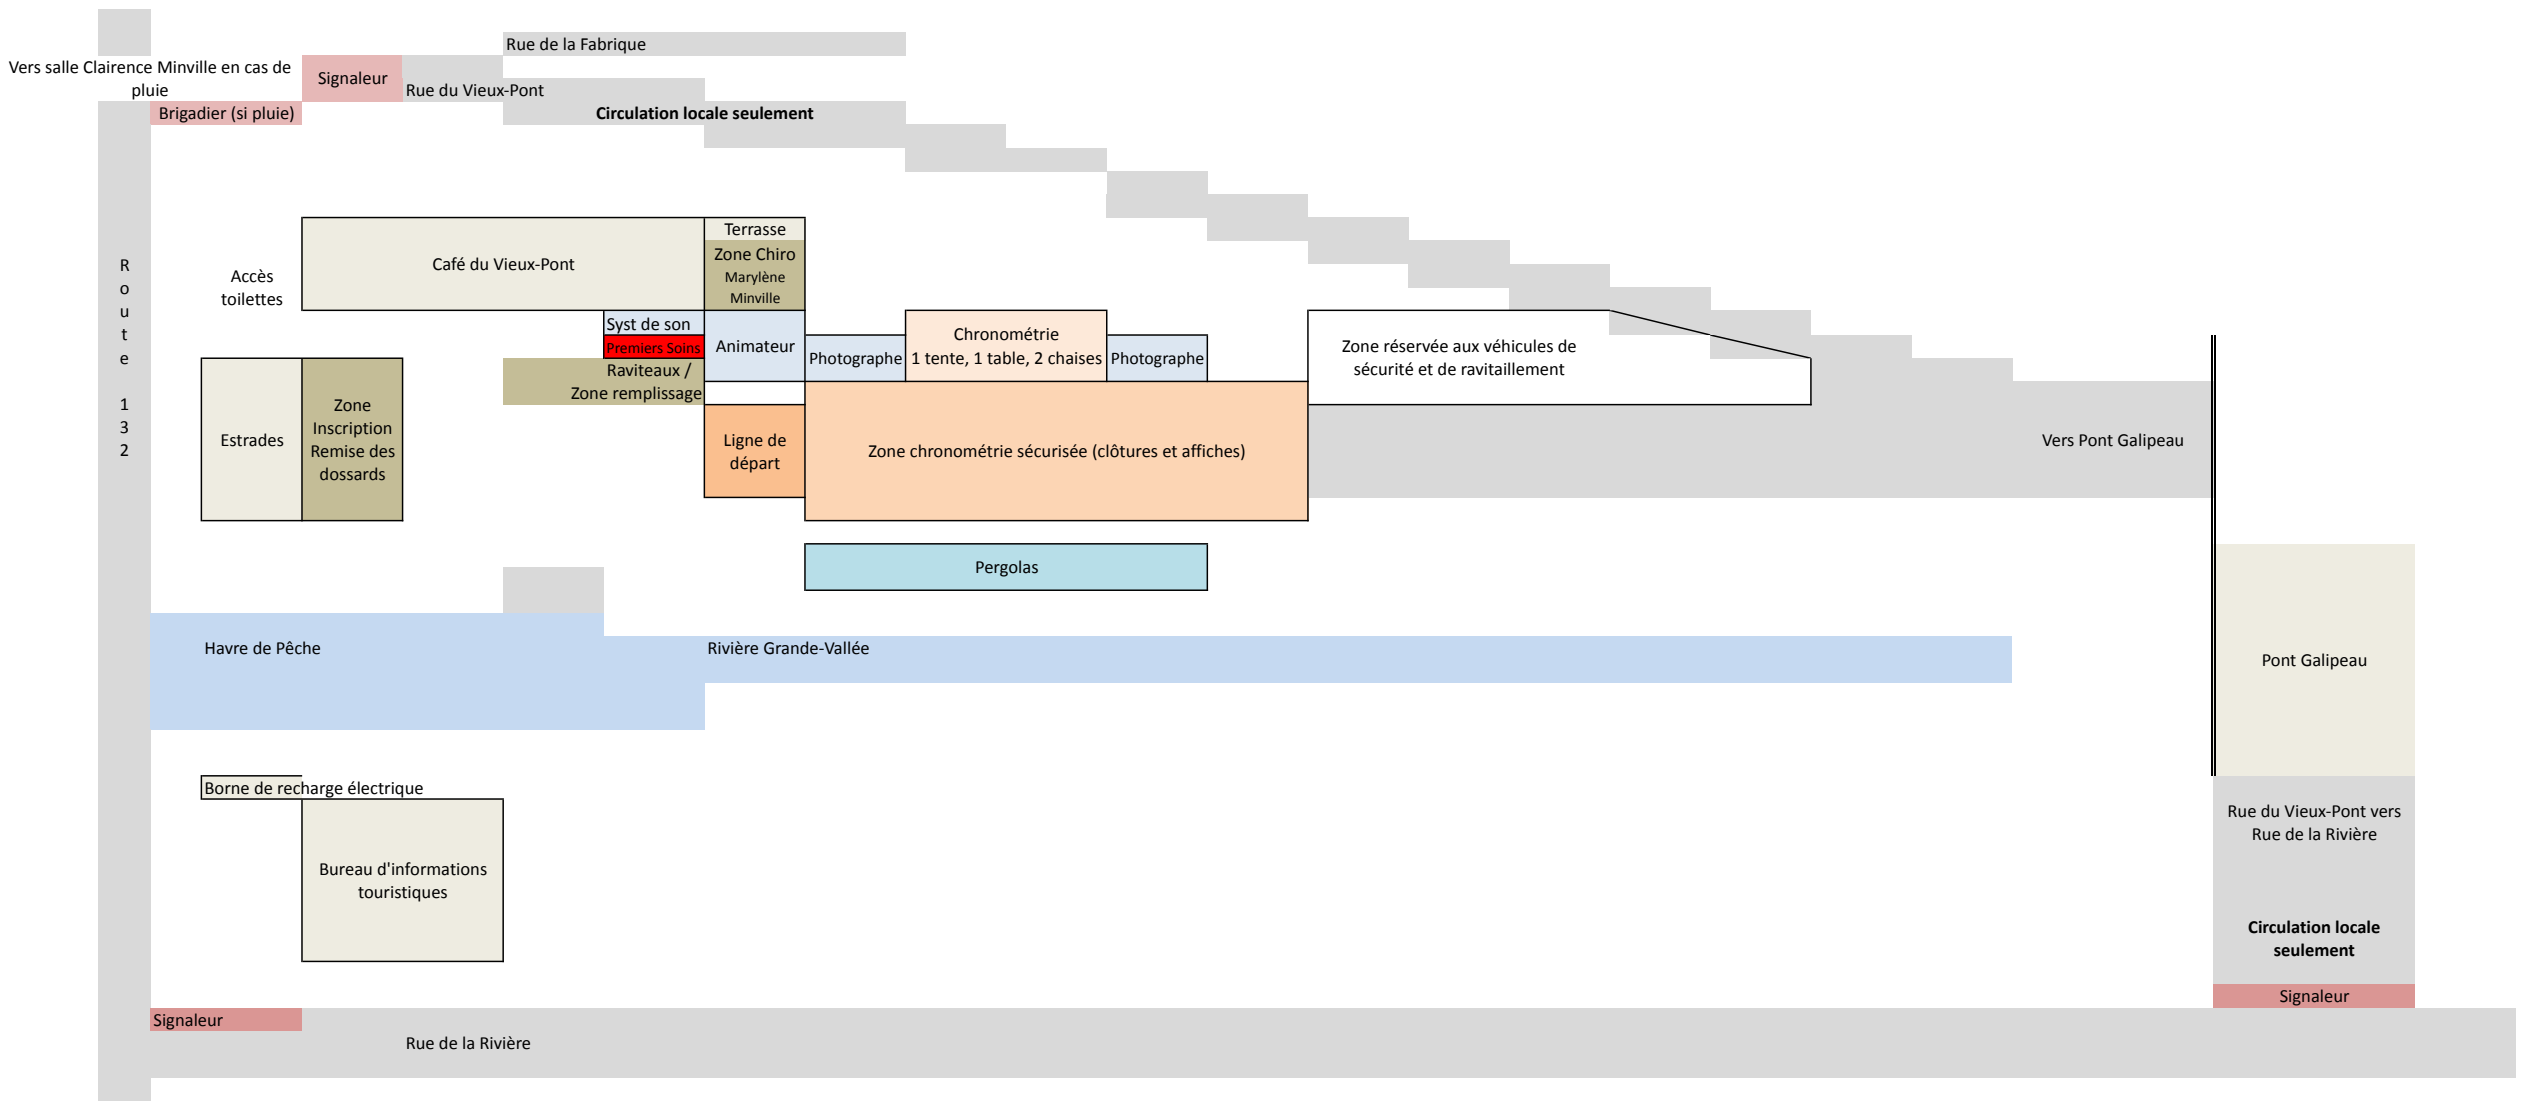 Rue de la Fabrique
Vers salle Clairence Minville en cas de
pluie
Signaleur
Rue du Vieux-Pont
Brigadier (si pluie)
Circulation locale seulement
Route 132
Accès
toilettes
Café du Vieux-Pont
Terrasse
Zone Chiro
Marylène
Minville
Syst de son
Premiers Soins
Animateur
Photographe
Chronométrie
1 tente, 1 table, 2 chaises
Photographe
Zone réservée aux véhicules de
sécurité et de ravitaillement
Raviteaux /
Zone remplissage
Estrades
Zone
Inscription
Remise des
dossards
Ligne de
départ
Zone chronométrie sécurisée (clôtures et affiches)
Vers Pont Galipeau
Pergolas
Havre de Pêche
Rivière Grande-Vallée
Pont Galipeau
Borne de recharge électrique
Rue du Vieux-Pont vers
Rue de la Rivière
Bureau d'informations
touristiques
Circulation locale
seulement
Signaleur
Signaleur
Rue de la Rivière